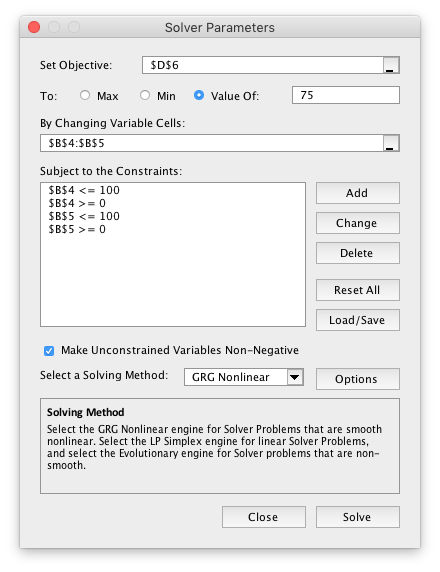 Solver Parameters
Set Objective: $D$6
To: Max Min Value Of: 75
By Changing Variable Cells:
$B$4:$B$5
Subject to the Constraints:
$B$4 <= 100
$B$4 >= 0
$B$5 <= 100
$B$5 >= 0
Add
Change
Delete
Reset All
Load/Save
Make Unconstrained Variables Non-Negative
Select a Solving Method: GRG Nonlinear Options
Solving Method
Select the GRG Nonlinear engine for Solver Problems that are smooth
nonlinear. Select the LP Simplex engine for linear Solver Problems,
and select the Evolutionary engine for Solver problems that are non-
smooth.
Close Solve